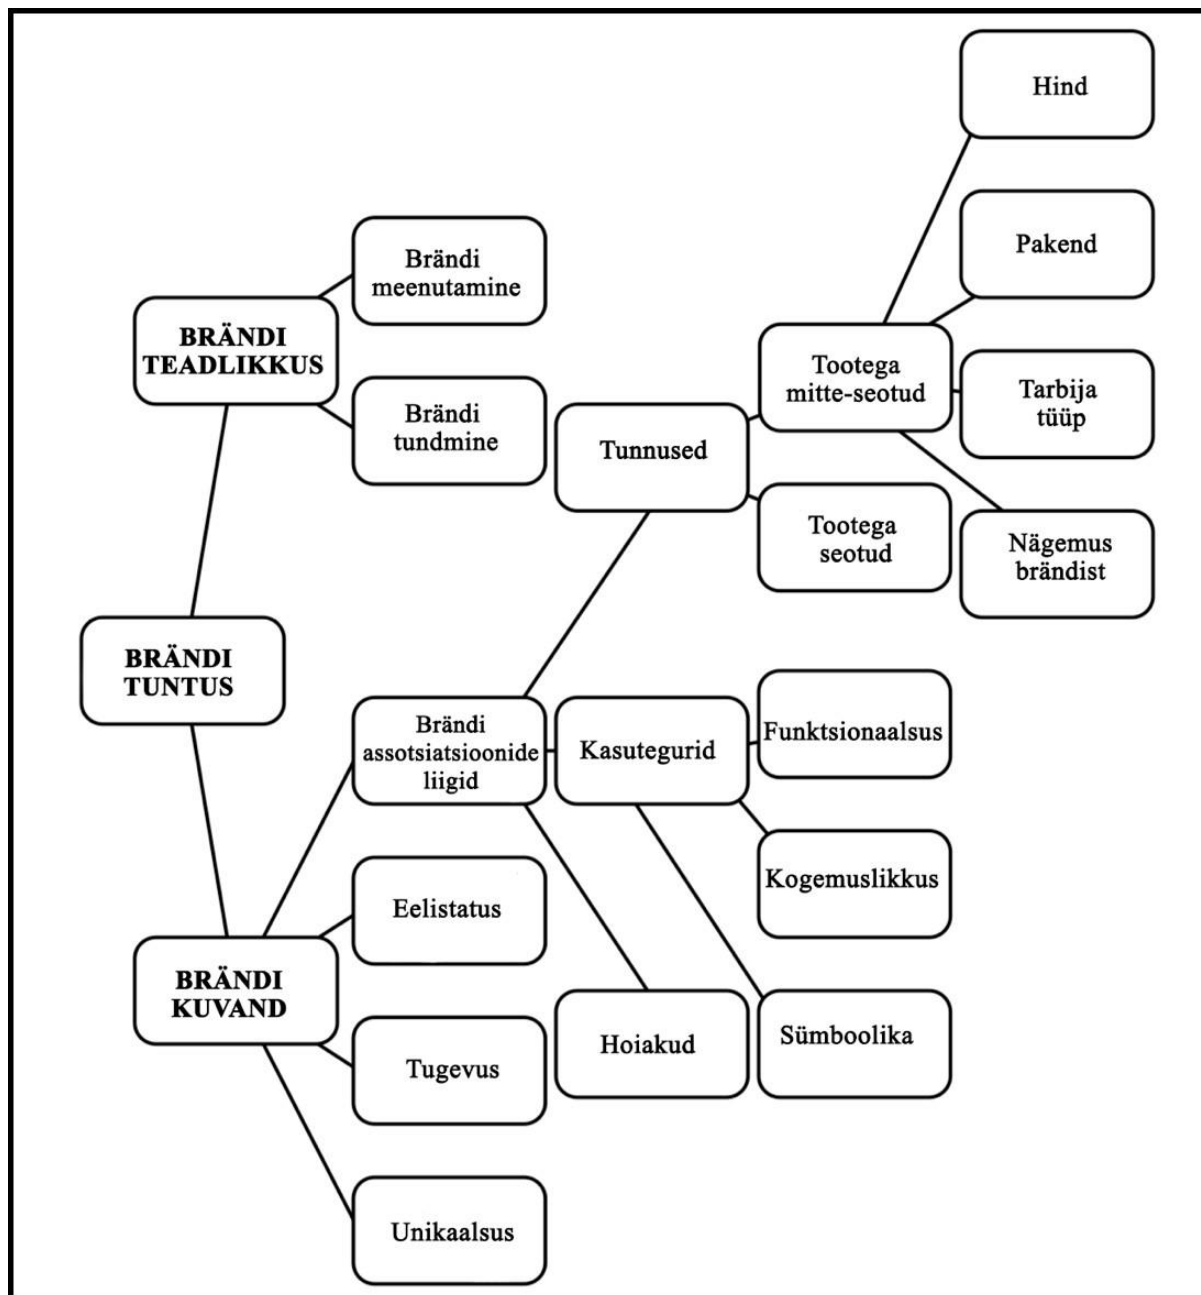 Hind
Pakend
Brändi
meenutamine
BRÄNDI
TEADLIKKUS
Tootega
mitte-seotud
Tarbija
tüüp
Brändi
tundmine
Tunnused
Tootega
seotud
Nägemus
brändist
BRÄNDI
TUNTUS
Brändi
assotsiatsioonide
liigid
Kasutegurid
Funktsionaalsus
Kogemuslikkus
Eelistatus
BRÄNDI
KUVAND
Hoiakud
Sümboolika
Tugevus
Unikaalsus